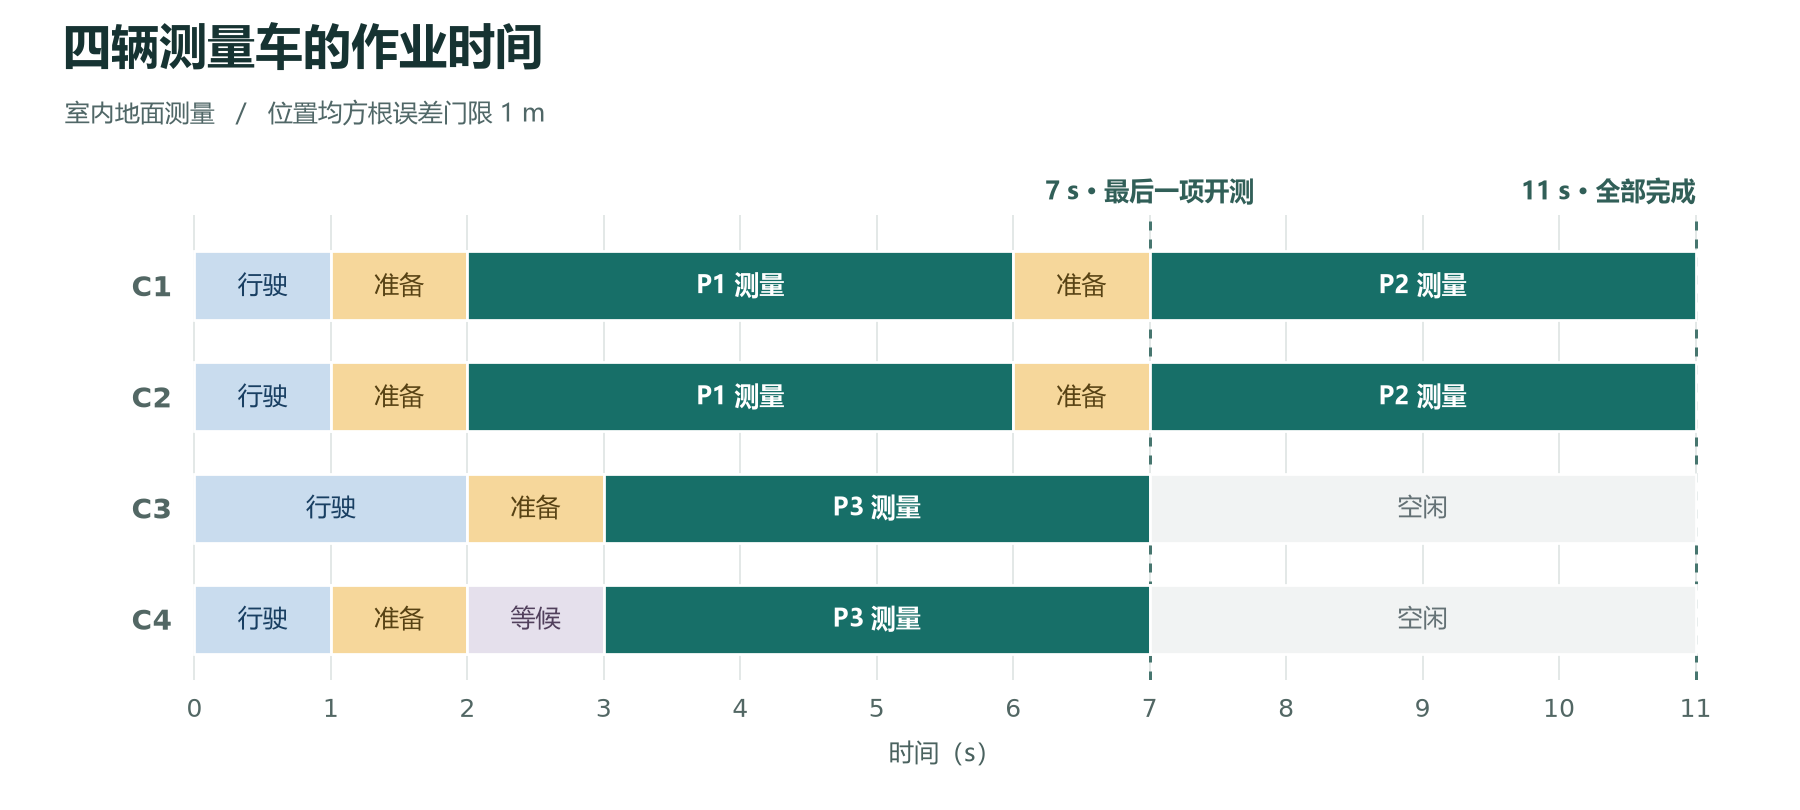 四辆测量车的作业时间
室内地面测量 / 位置均方根误差门限 1 m
7 s · 最后一项开测 11 s · 全部完成
C1 行驶 准备 P1 测量 准备 P2 测量
C2 行驶 准备 P1 测量 准备 P2 测量
C3 行驶 准备 P3 测量 空闲
C4 行驶 准备 等候 P3 测量 空闲
0 1 2 3 4 5 6 7 8 9 10 11
时间（s）